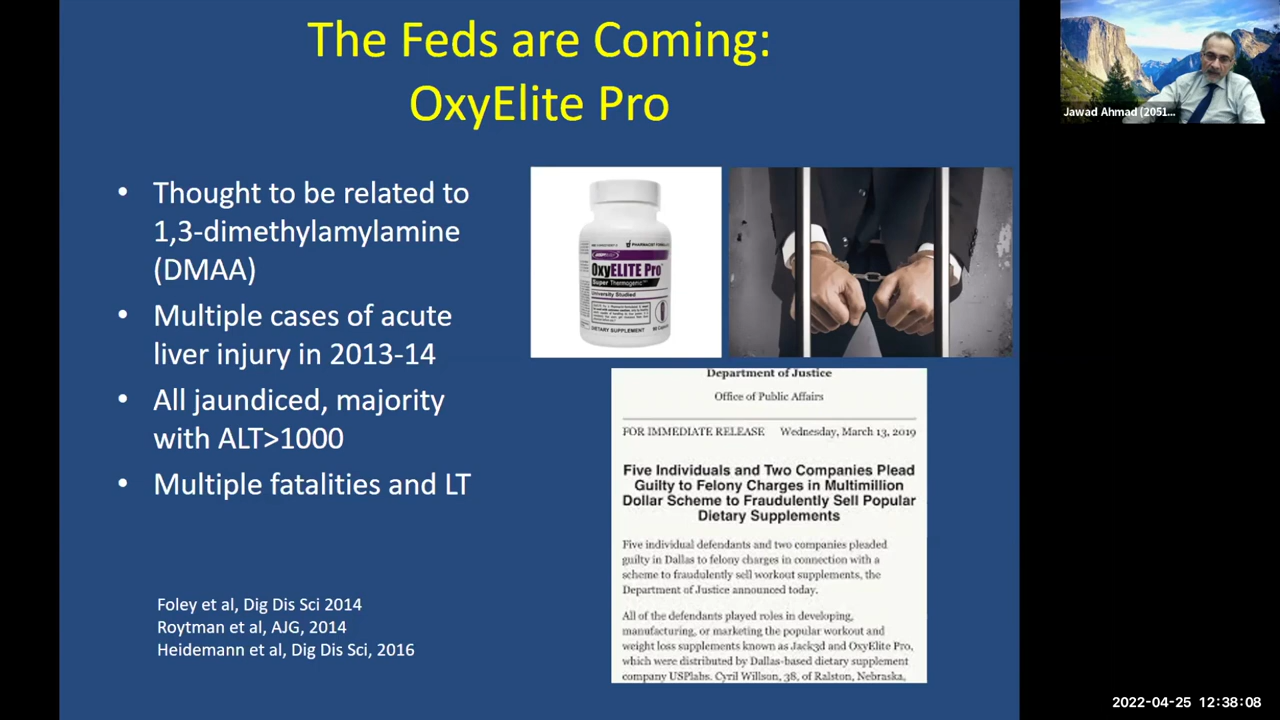 The Feds are Coming:
OxyElite Pro
Jawad Ahmad (2051...
• Thought to be related to
1,3-dimethylamylamine
(DMAA)
• Multiple cases of acute
liver injury in 2013-14
• All jaundiced, majority
with ALT>1000
• Multiple fatalities and LT
OxyELITE Pro
Super Thermogenic
University Studied
DIETARY SUPPLEMENT
Department of Justice
Office of Public Affairs
FOR IMMEDIATE RELEASE Wednesday, March 13, 2019
Five Individuals and Two Companies Plead
Guilty to Felony Charges in Multimillion
Dollar Scheme to Fraudulently Sell Popular
Dietary Supplements
Five individual defendants and two companies pleaded
guilty in Dallas to felony charges in connection with a
scheme to fraudulently sell workout supplements, the
Department of Justice announced today.
All of the defendants played roles in developing,
manufacturing, or marketing the popular workout and
weight loss supplements known as Jack3d and OxyElite Pro,
which were distributed by Dallas-based dietary supplement
company USPlabs. Cyril Willson, 38, of Ralston, Nebraska,
Foley et al, Dig Dis Sci 2014
Roytman et al, AJG, 2014
Heidemann et al, Dig Dis Sci, 2016
2022-04-25 12:38:08